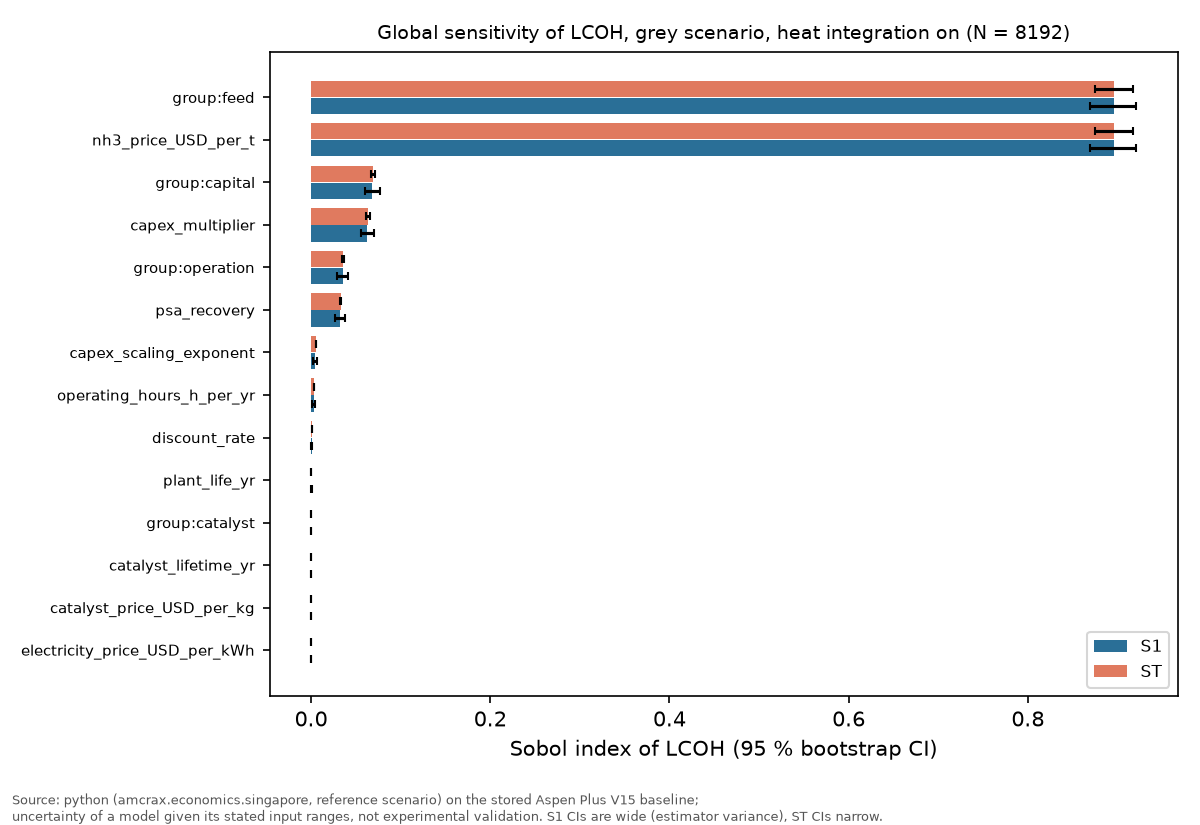 Global sensitivity of LCOH, grey scenario, heat integration on (N = 8192)
group:feed
nh3_price_USD_per_t
group:capital
capex_multiplier
group:operation
psa_recovery
capex_scaling_exponent
operating_hours_h_per_yr
discount_rate
plant_life_yr
group:catalyst
catalyst_lifetime_yr
catalyst_price_USD_per_kg
electricity_price_USD_per_kWh
S1
ST
0.0 0.2 0.4 0.6 0.8
Sobol index of LCOH (95 % bootstrap CI)
Source: python (amcrax.economics.singapore, reference scenario) on the stored Aspen Plus V15 baseline;
uncertainty of a model given its stated input ranges, not experimental validation. S1 CIs are wide (estimator variance), ST CIs narrow.